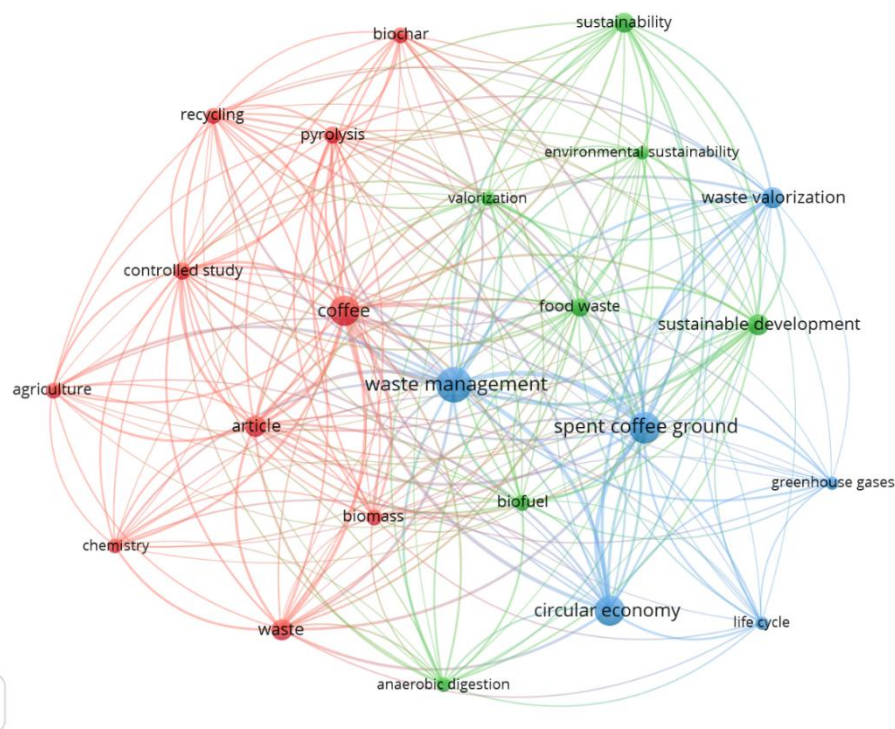 sustainability
biochar
recycling
pyrolysis
environmental sustainability
valorization
waste valorization
controlled study
coffee
food waste
sustainable development
waste management
agriculture
article
spent coffee ground
greenhouse gases
biofuel
biomass
chemistry
circular economy
life cycle
waste
anaerobic digestion